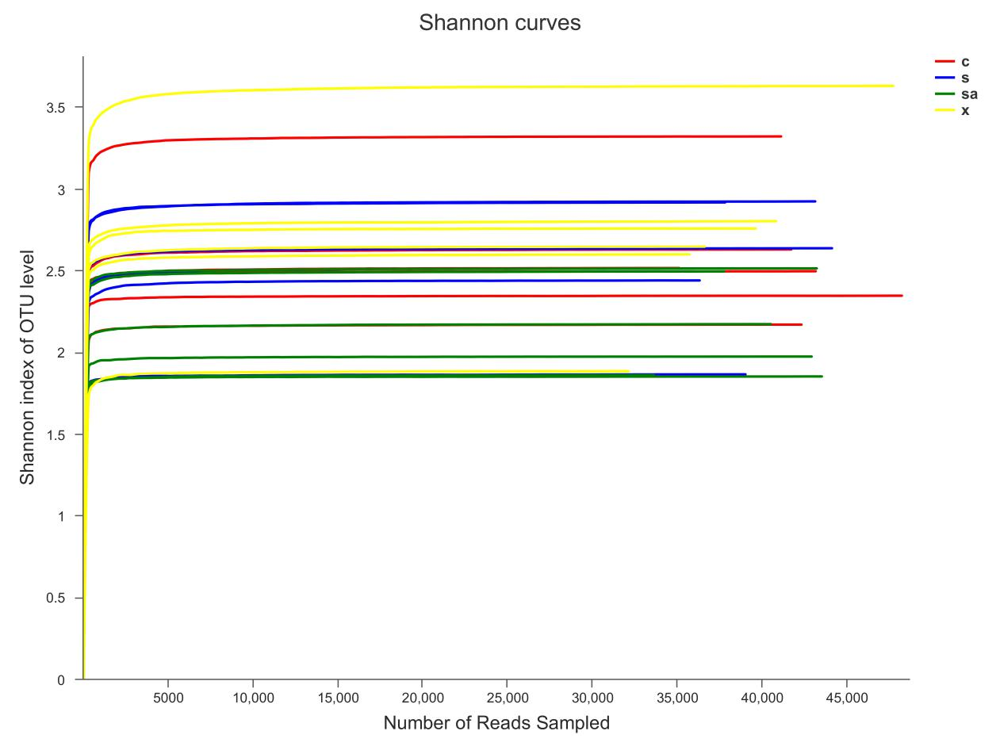 Shannon curves
c
s
sa
x
Shannon index of OTU level
3.5
3
2.5
2
1.5
1
0.5
0
5000 10,000 15,000 20,000 25,000 30,000 35,000 40,000 45,000
Number of Reads Sampled